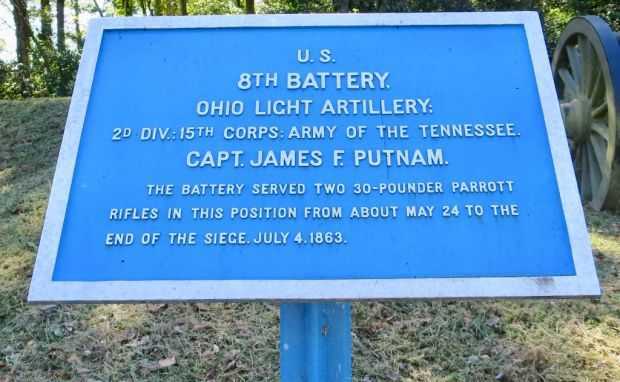 U. S.
8TH BATTERY.
OHIO LIGHT ARTILLERY:
2D DIV.: 15TH CORPS: ARMY OF THE TENNESSEE.
CAPT. JAMES F. PUTNAM.
THE BATTERY SERVED TWO 30-POUNDER PARROTT
RIFLES IN THIS POSITION FROM ABOUT MAY 24 TO THE
END OF THE SIEGE. JULY 4. 1863.